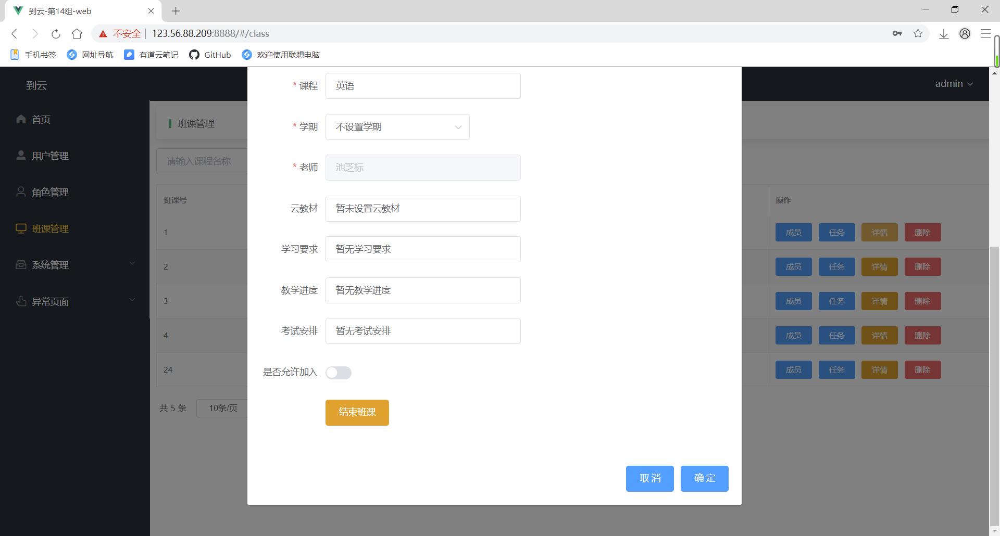 到云-第14组-web
不安全 123.56.88.209:8888/#/class
手机书签 网址导航 有道云笔记 GitHub 欢迎使用联想电脑
到云
admin
首页
用户管理
角色管理
班课管理
系统管理
异常页面
班课管理
请输入课程名称
班课号 操作
1 成员 任务 详情 删除
2 成员 任务 详情 删除
3 成员 任务 详情 删除
4 成员 任务 详情 删除
24 成员 任务 详情 删除
共 5 条 10条/页
* 课程 英语
* 学期 不设置学期
* 老师 池芝标
云教材 暂未设置云教材
学习要求 暂无学习要求
教学进度 暂无教学进度
考试安排 暂无考试安排
是否允许加入
结束班课
取消 确定